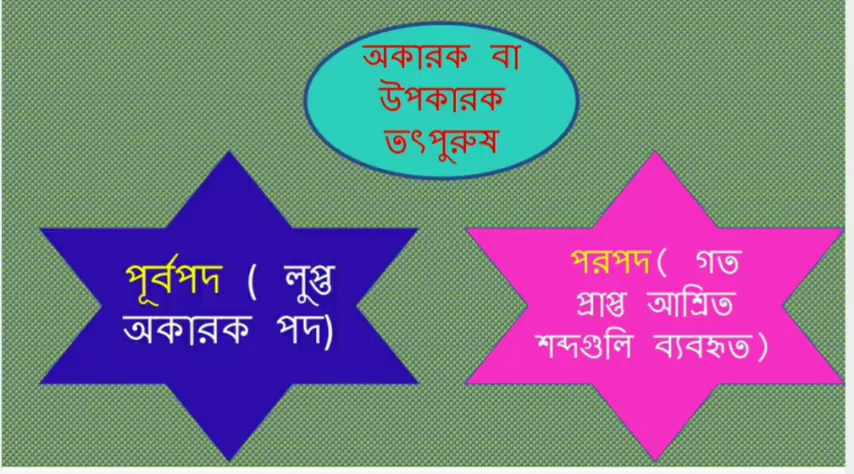 অকারক বা
উপকারক
তৎপুরুষ
পূর্বপদ ( লুপ্ত
অকারক পদ)
পরপদ( গত
প্রাপ্ত আশ্রিত
শব্দগুলি ব্যবহৃত)